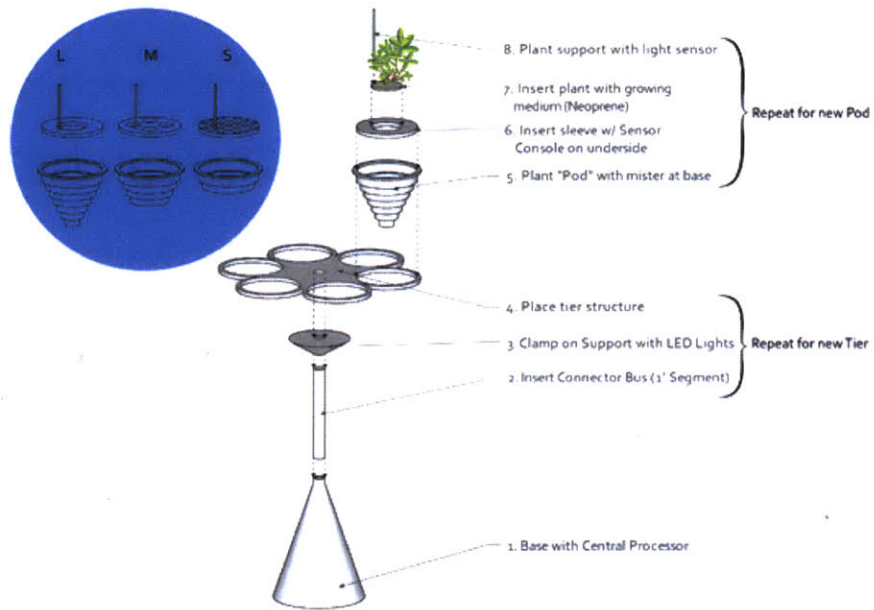 L M S
8. Plant support with light sensor
7. Insert plant with growing
medium (Neoprene)
6. Insert sleeve w/ Sensor
Console on underside
5. Plant "Pod" with mister at base
Repeat for new Pod
4. Place tier structure
3. Clamp on Support with LED Lights
2. Insert Connector Bus (1' Segment)
Repeat for new Tier
1. Base with Central Processor